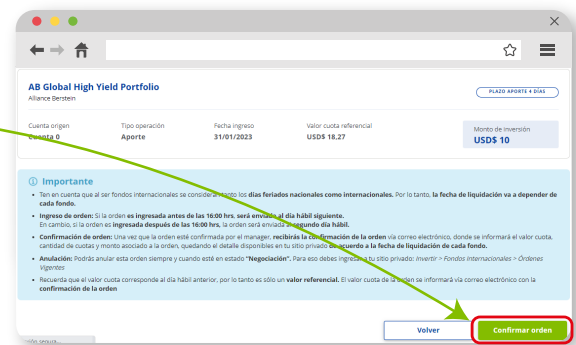 AB Global High Yield Portfolio
Alliance Berstein
PLAZO APORTE 4 DÍAS
Cuenta origen
Cuenta 0
Tipo operación
Aporte
Fecha ingreso
31/01/2023
Valor cuota referencial
USD$ 18,27
Monto de inversión
USD$ 10
Importante
• Ten en cuenta que al ser fondos internacionales se consideran tanto los días feriados nacionales como internacionales. Por lo tanto, la fecha de liquidación va a depender de
cada fondo.
• Ingreso de orden: Si la orden es ingresada antes de las 16:00 hrs, será enviada al día hábil siguiente.
En cambio, si la orden es ingresada después de las 16:00 hrs, la orden será enviada al segundo día hábil.
• Confirmación de orden: Una vez que la orden esté confirmada por el manager, recibirás la confirmación de la orden vía correo electrónico, donde se informará el valor cuota,
cantidad de cuotas y monto asociado a la orden, quedando el detalle disponibles en tu sitio privado de acuerdo a la fecha de liquidación de cada fondo.
• Anulación: Podrás anular esta orden siempre y cuando esté en estado "Negociación". Para eso debes ingresar a tu sitio privado: Invertir > Fondos internacionales > Órdenes
Vigentes
• Recuerda que el valor cuota corresponde al día hábil anterior, por lo tanto es sólo un valor referencial. El valor cuota de la orden se informará vía correo electrónico con la
confirmación de la orden
Volver
Confirmar orden